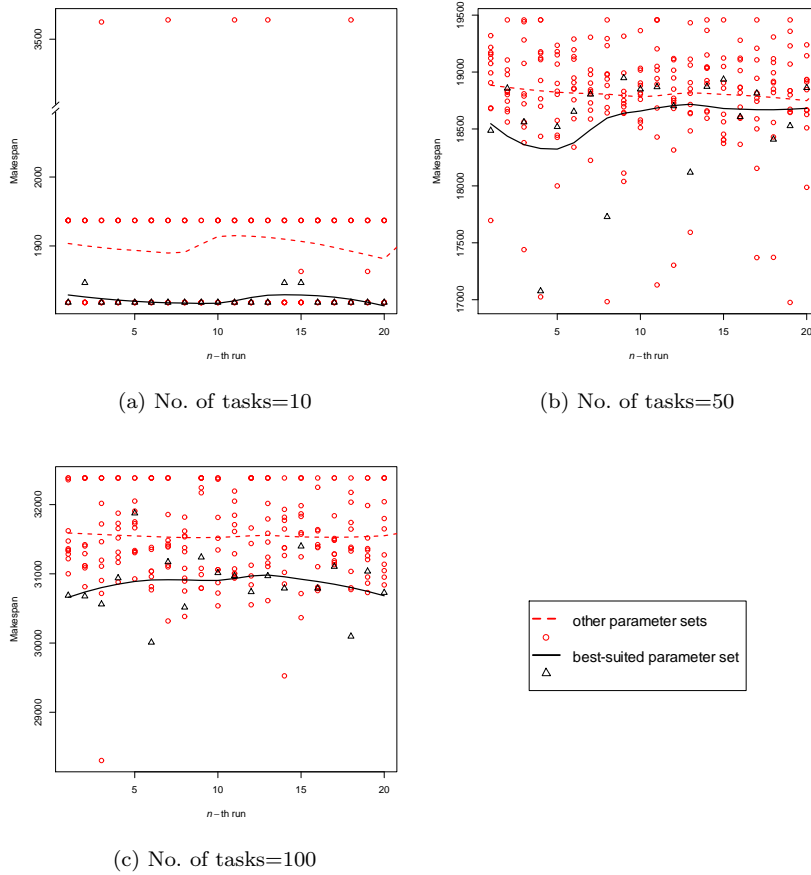 3500
2000
1900
Makespan
5
10
15
20
n-th run
(a) No. of tasks=10
19500
19000
18500
18000
17500
17000
Makespan
5
10
15
20
n-th run
(b) No. of tasks=50
32000
31000
30000
29000
Makespan
5
10
15
20
n-th run
(c) No. of tasks=100
other parameter sets
best-suited parameter set